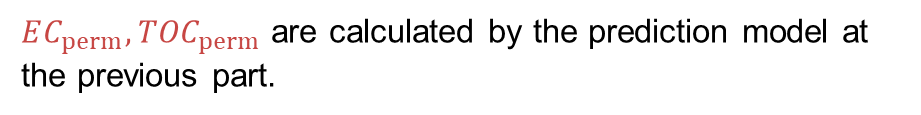 EC_perm, TOC_perm are calculated by the prediction model at
the previous part.